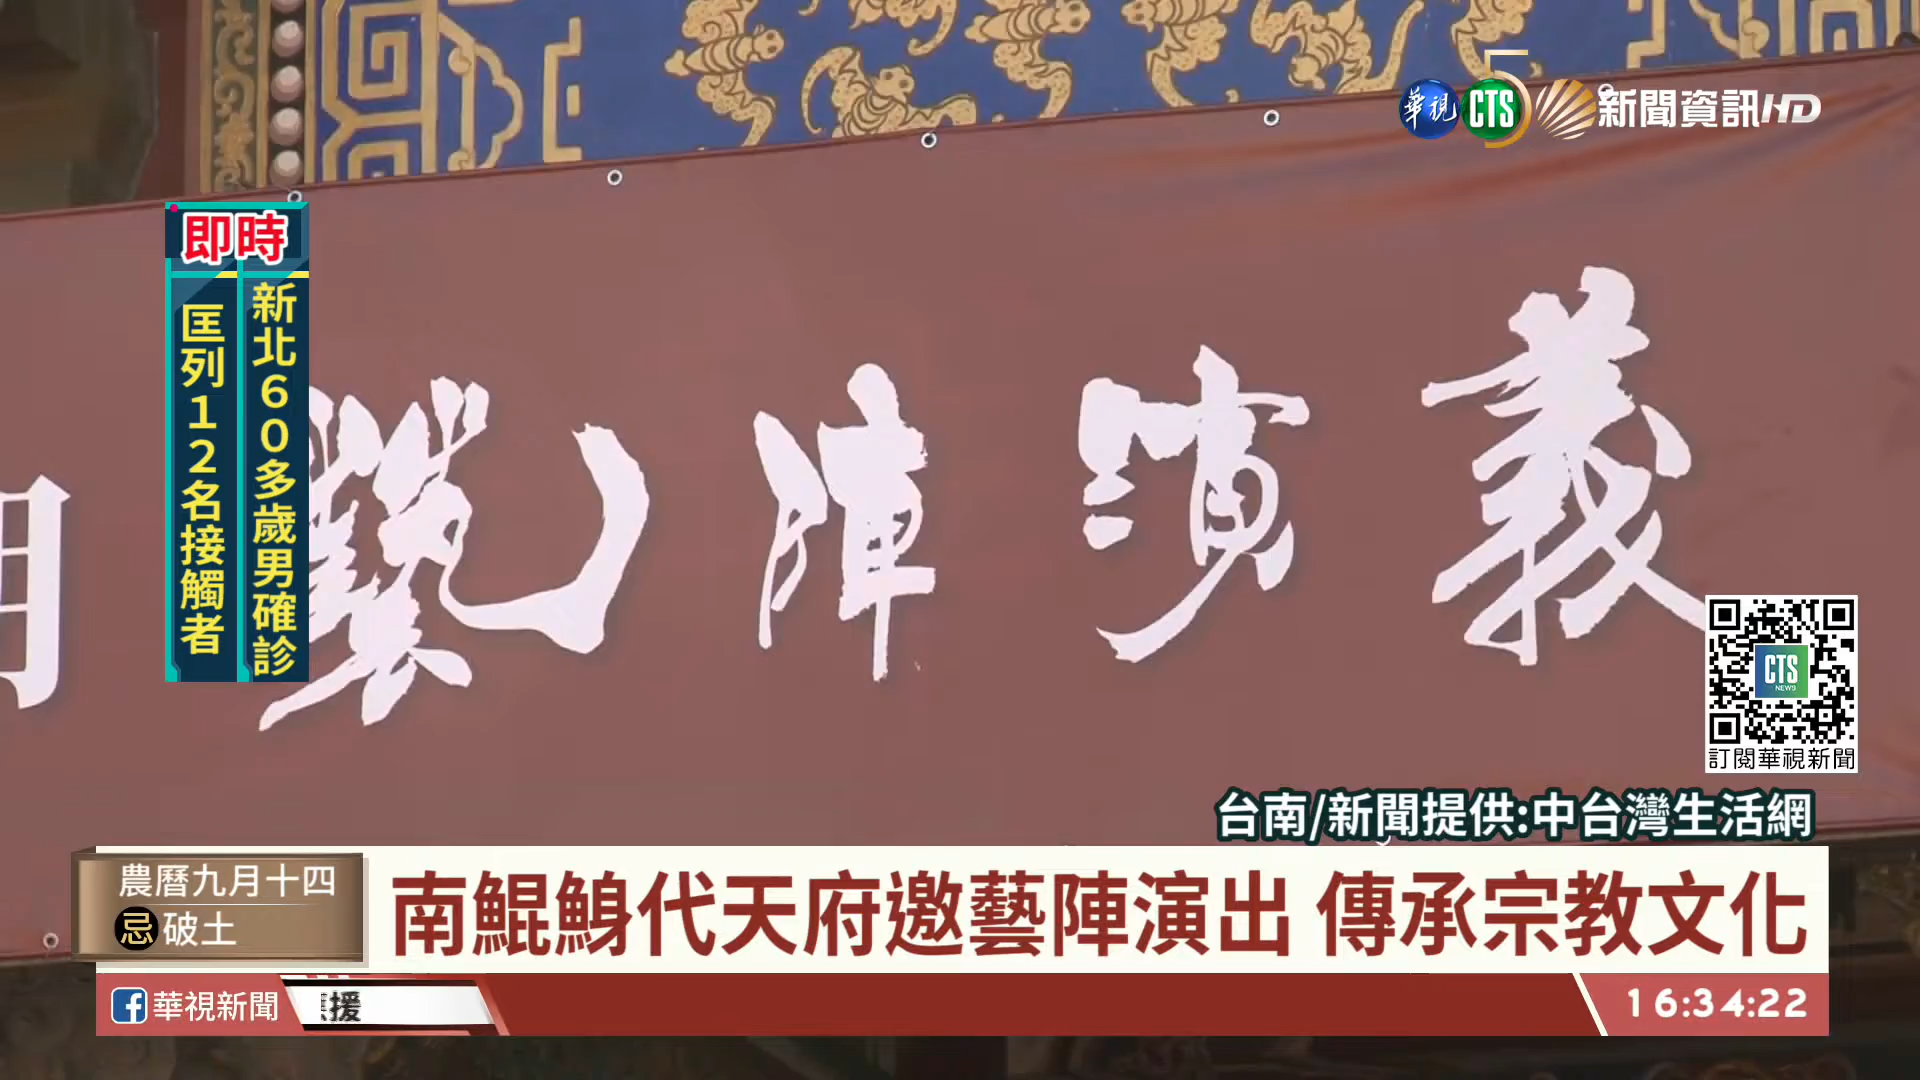 華視 CTS 新聞資訊HD
即時
新北60多歲男確診
匡列12名接觸者
藝陣演義
CTS
NEWS
訂閱華視新聞
台南/新聞提供:中台灣生活網
農曆九月十四
忌破土
南鯤鯓代天府邀藝陣演出 傳承宗教文化
華視新聞
援
16:34:22